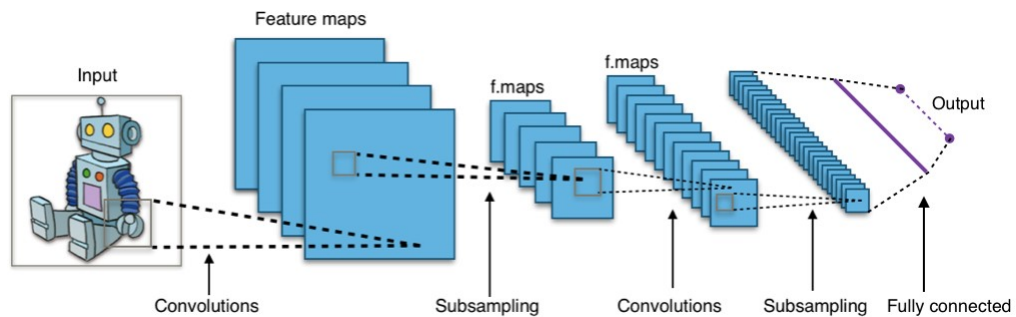 Feature maps
Input
f.maps
f.maps
Output
Convolutions
Subsampling
Convolutions
Subsampling
Fully connected